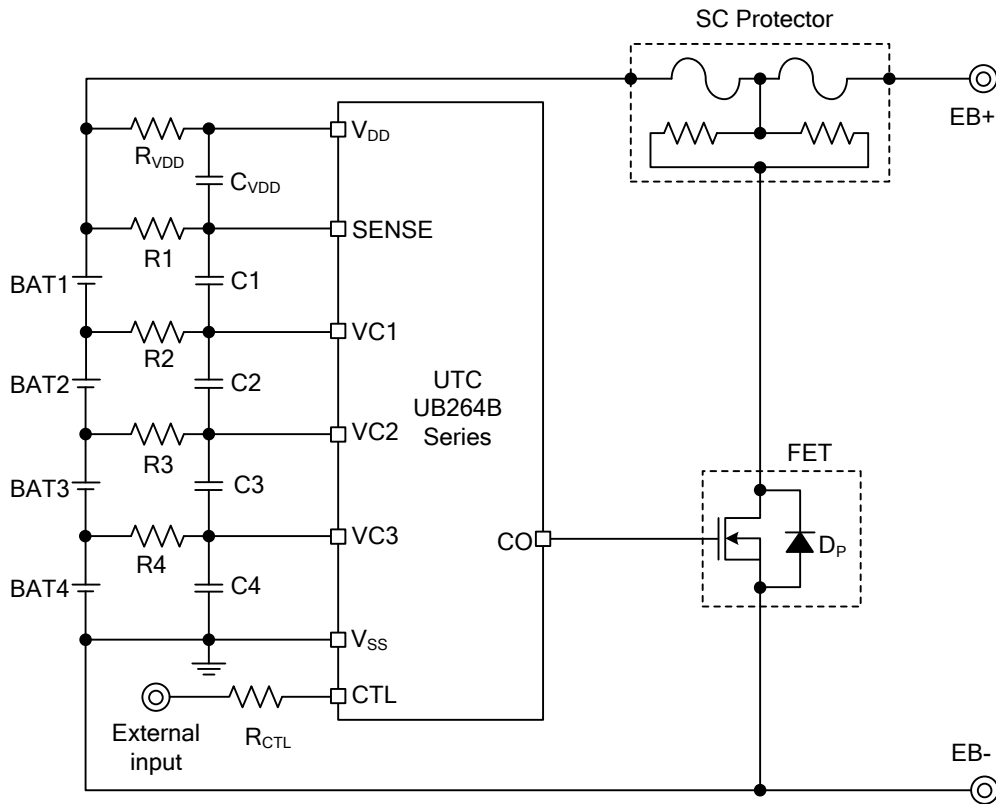 SC Protector
EB+
VDD
RVDD
CVDD
SENSE
R1
BAT1
C1
VC1
R2
BAT2
C2
UTC
UB264B
Series
VC2
R3
BAT3
C3
FET
VC3
CO
R4
DP
BAT4
C4
VSS
CTL
External
input
RCTL
EB-